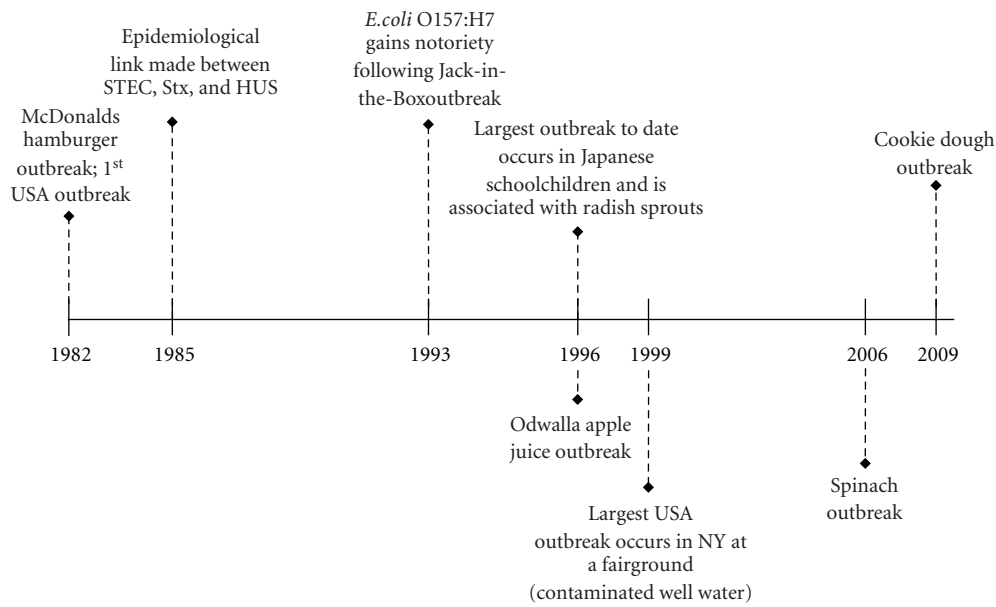 Epidemiological
link made between
STEC, Stx, and HUS
E.coli O157:H7
gains notoriety
following Jack-in-
the-Boxoutbreak
McDonalds
hamburger
outbreak; 1st
USA outbreak
Largest outbreak to date
occurs in Japanese
schoolchildren and is
associated with radish sprouts
Cookie dough
outbreak
1982 1985 1993 1996 1999 2006 2009
Odwalla apple
juice outbreak
Largest USA
outbreak occurs in NY at
a fairground
(contaminated well water)
Spinach
outbreak